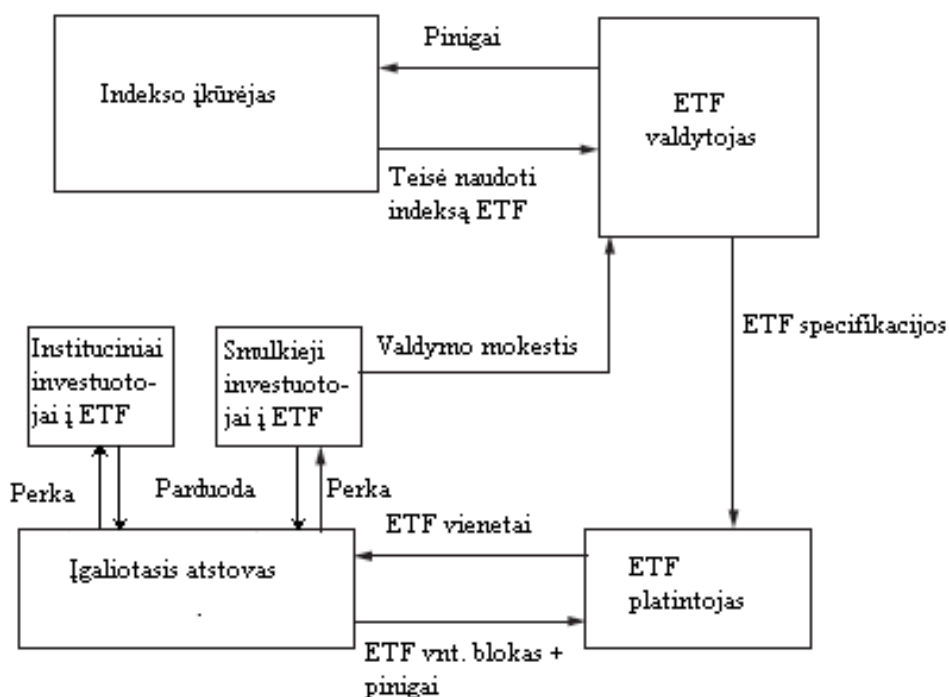 Pinigai
Indekso įkūrėjas
ETF
valdytojas
Teisė naudoti
indeksą ETF
ETF specifikacijos
Instituciniai
investuoto-
jai į ETF
Smulkieji
investuoto-
jai į ETF
Valdymo mokestis
Perka
Parduoda
Perka
ETF vienetai
Įgaliotasis atstovas
.
ETF
platintojas
ETF vnt. blokas +
pinigai